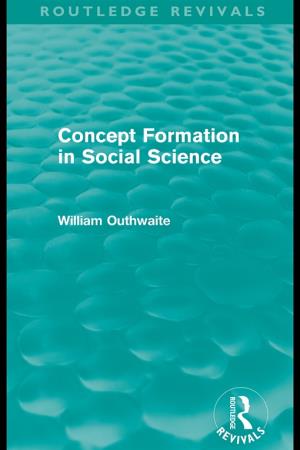 ROUTLEDGE REVIVALS
Concept Formation
in Social Science
William Outhwaite
ROUTLEDGE
REVIVALS